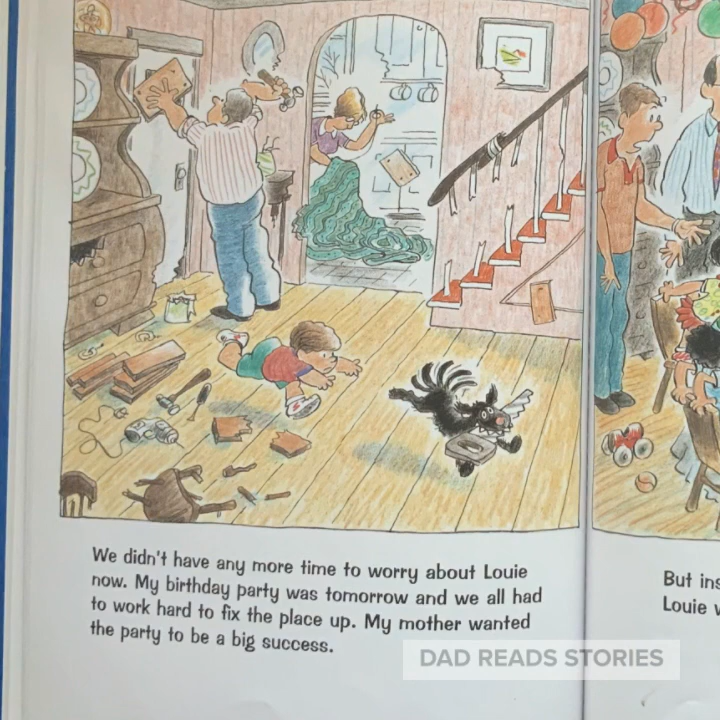 We didn't have any more time to worry about Louie
now. My birthday party was tomorrow and we all had
to work hard to fix the place up. My mother wanted
the party to be a big success.
But ins
Louie
DAD READS STORIES